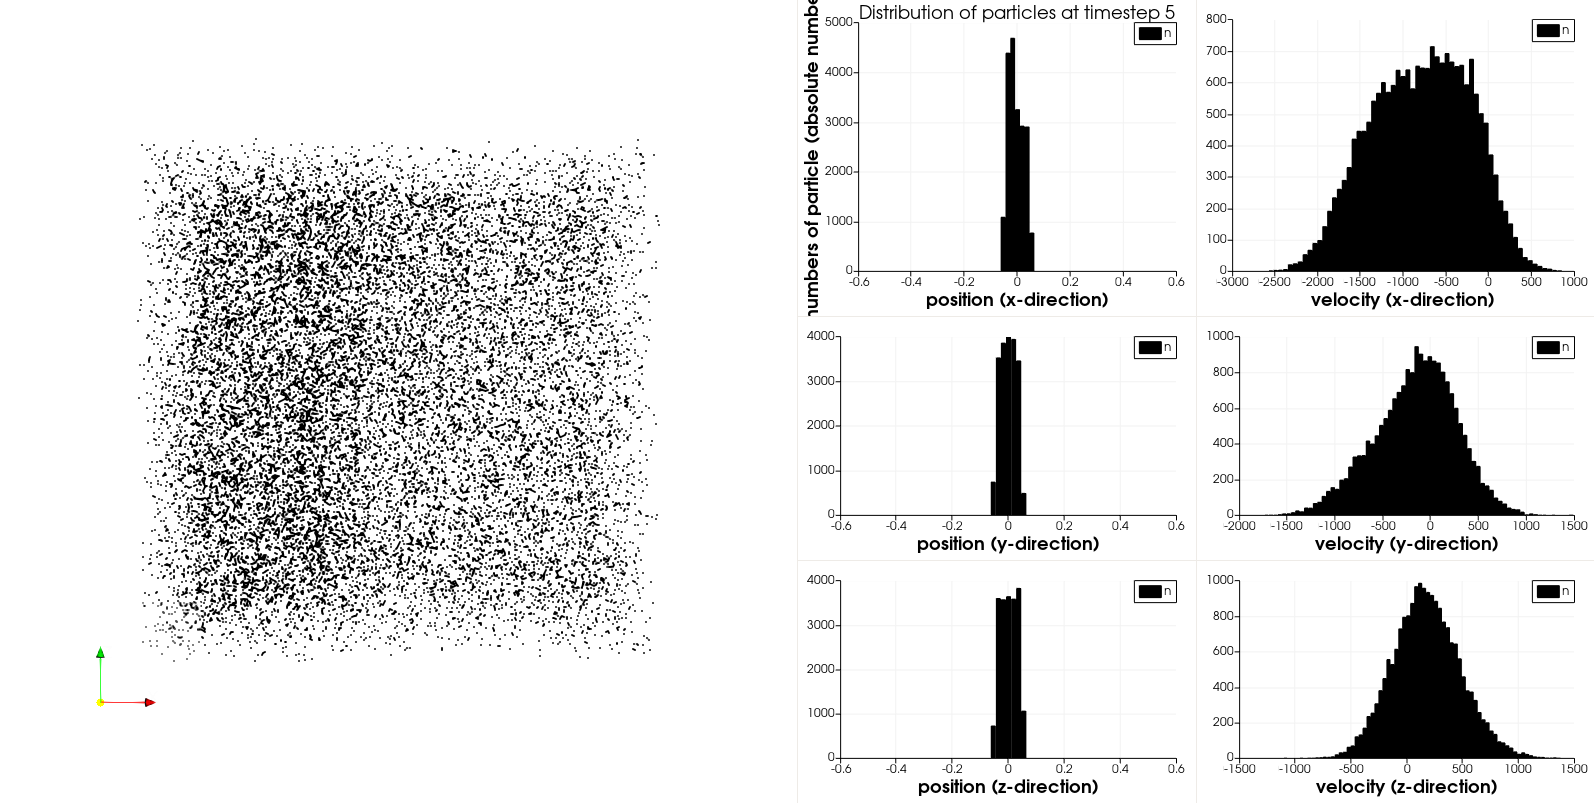 Distribution of particles at timestep 5
numbers of particle (absolute numbe
5000
4000
3000
2000
1000
0
-0.6 -0.4 -0.2 0 0.2 0.4 0.6
position (x-direction)
n
800
700
600
500
400
300
200
100
0
-3000 -2500 -2000 -1500 -1000 -500 0 500 1000
velocity (x-direction)
n
4000
3000
2000
1000
0
-0.6 -0.4 -0.2 0 0.2 0.4 0.6
position (y-direction)
n
1000
800
600
400
200
0
-2000 -1500 -1000 -500 0 500 1000 1500
velocity (y-direction)
n
4000
3000
2000
1000
0
-0.6 -0.4 -0.2 0 0.2 0.4 0.6
position (z-direction)
n
1000
800
600
400
200
0
-1500 -1000 -500 0 500 1000 1500
velocity (z-direction)
n